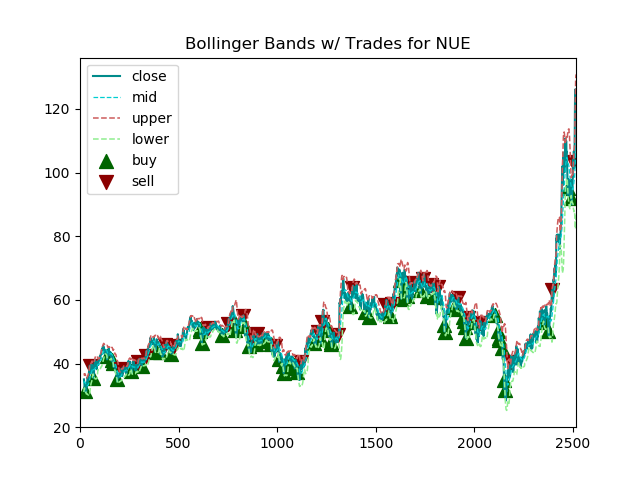 Bollinger Bands w/ Trades for NUE
close
mid
upper
lower
buy
sell
120
100
80
60
40
20
0 500 1000 1500 2000 2500